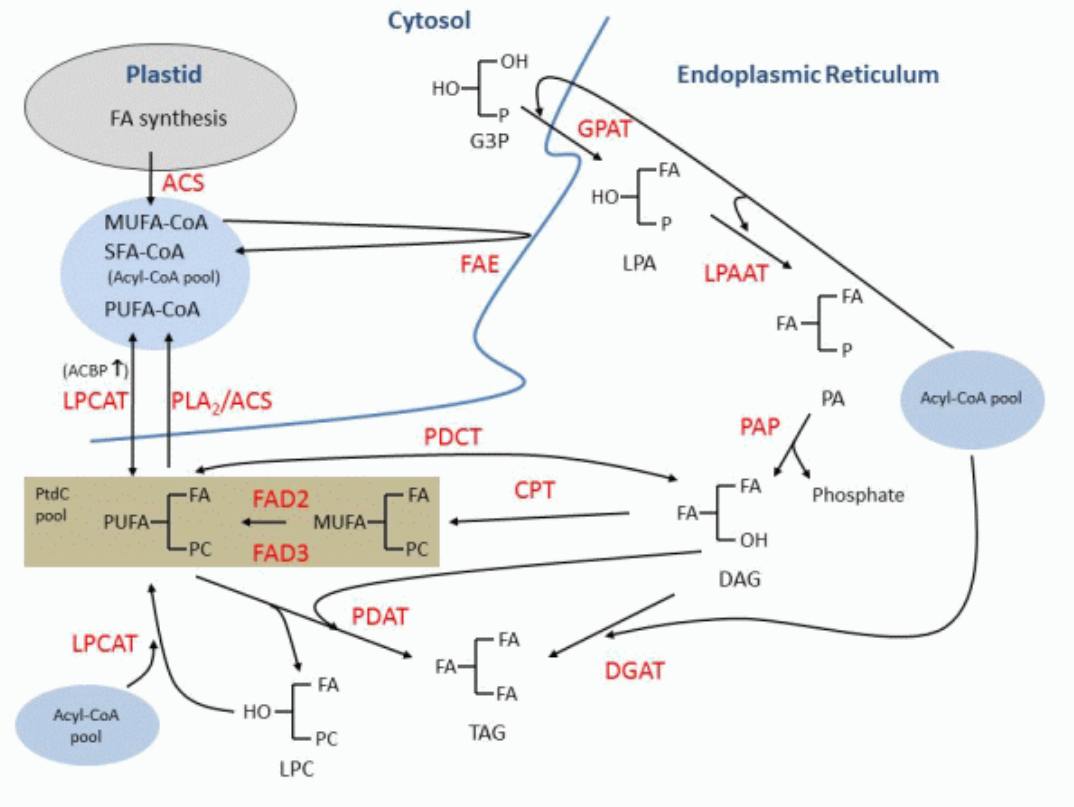 Cytosol
Plastid
Endoplasmic Reticulum
FA synthesis
OH
HO
P
G3P
GPAT
ACS
FA
HO
P
LPA
MUFA-CoA
SFA-CoA
(Acyl-CoA pool)
PUFA-CoA
FAE
LPAAT
FA
FA
P
PA
(ACBP ↑)
LPCAT
PLA₂/ACS
Acyl-CoA pool
PDCT
PAP
Phosphate
PtdC
pool
FA
PUFA
PC
FAD2
FAD3
FA
MUFA
PC
CPT
FA
FA
OH
DAG
PDAT
LPCAT
DGAT
FA
FA
FA
TAG
FA
HO
PC
LPC
Acyl-CoA
pool